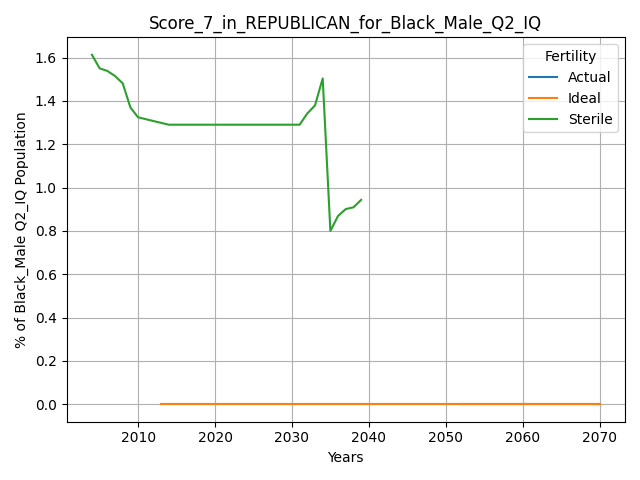 Score_7_in_REPUBLICAN_for_Black_Male_Q2_IQ
Fertility
Actual
Ideal
Sterile
% of Black_Male Q2_IQ Population
1.6
1.4
1.2
1.0
0.8
0.6
0.4
0.2
0.0
2010 2020 2030 2040 2050 2060 2070
Years